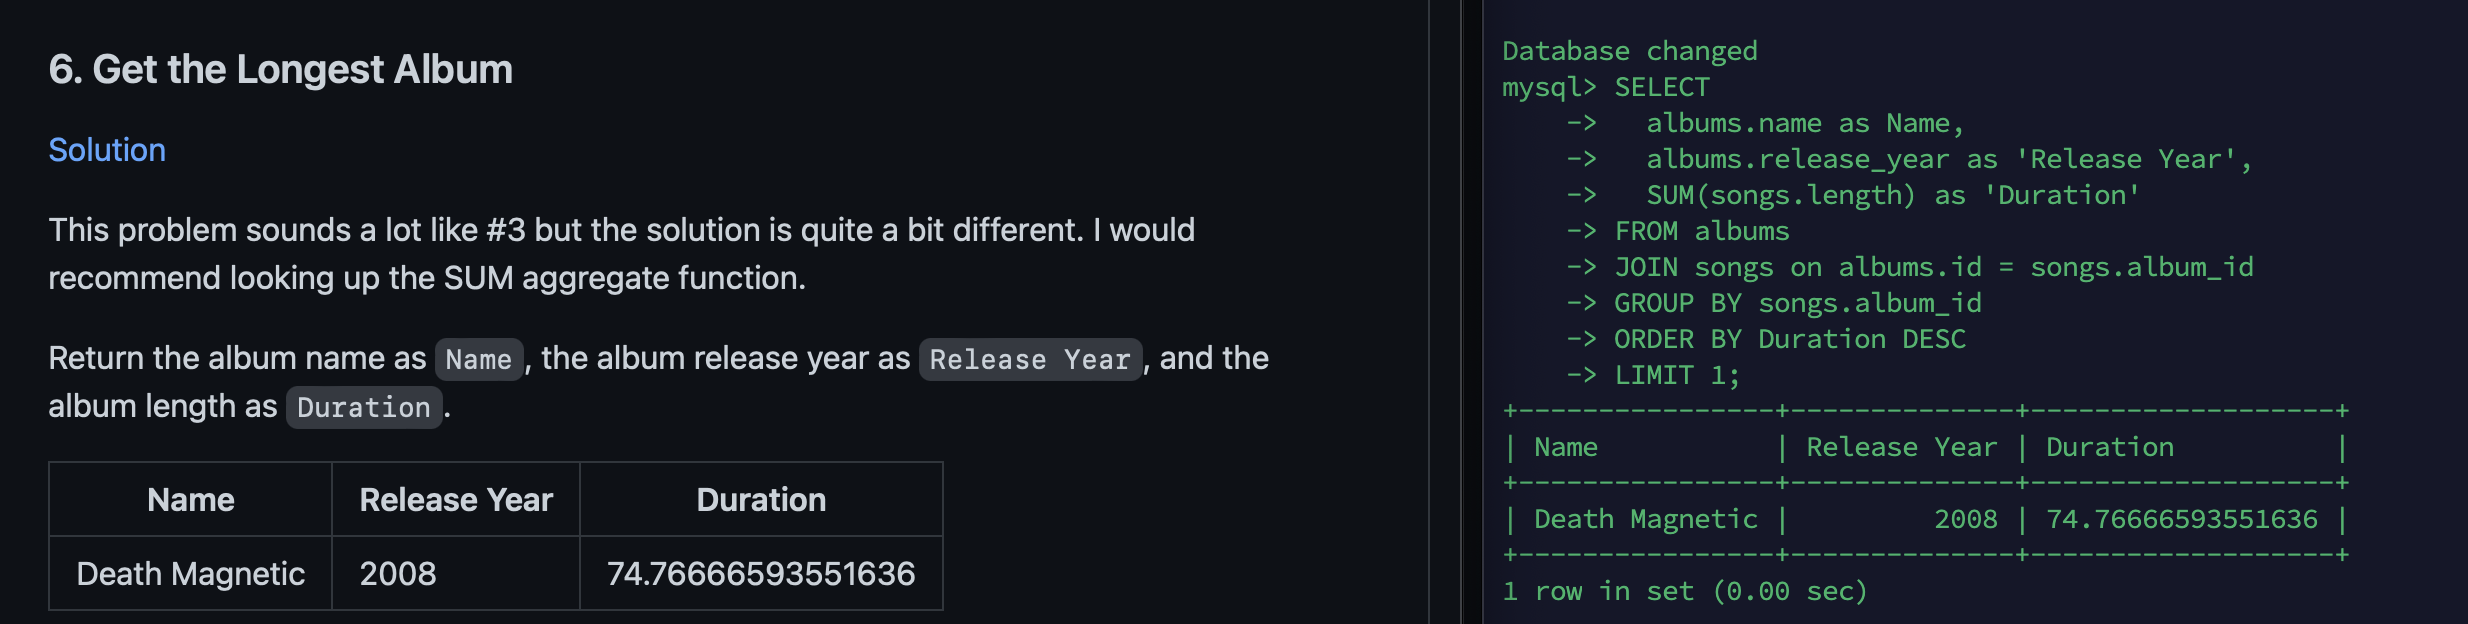 6. Get the Longest Album
Solution
This problem sounds a lot like #3 but the solution is quite a bit different. I would
recommend looking up the SUM aggregate function.
Return the album name as Name, the album release year as Release Year, and the
album length as Duration.
Name Release Year Duration
Death Magnetic 2008 74.76666593551636
Database changed
mysql> SELECT
    ->   albums.name as Name,
    ->   albums.release_year as 'Release Year',
    ->   SUM(songs.length) as 'Duration'
    -> FROM albums
    -> JOIN songs on albums.id = songs.album_id
    -> GROUP BY songs.album_id
    -> ORDER BY Duration DESC
    -> LIMIT 1;
+----------------+--------------+-------------------+
| Name           | Release Year | Duration          |
+----------------+--------------+-------------------+
| Death Magnetic |         2008 | 74.76666593551636 |
+----------------+--------------+-------------------+
1 row in set (0.00 sec)